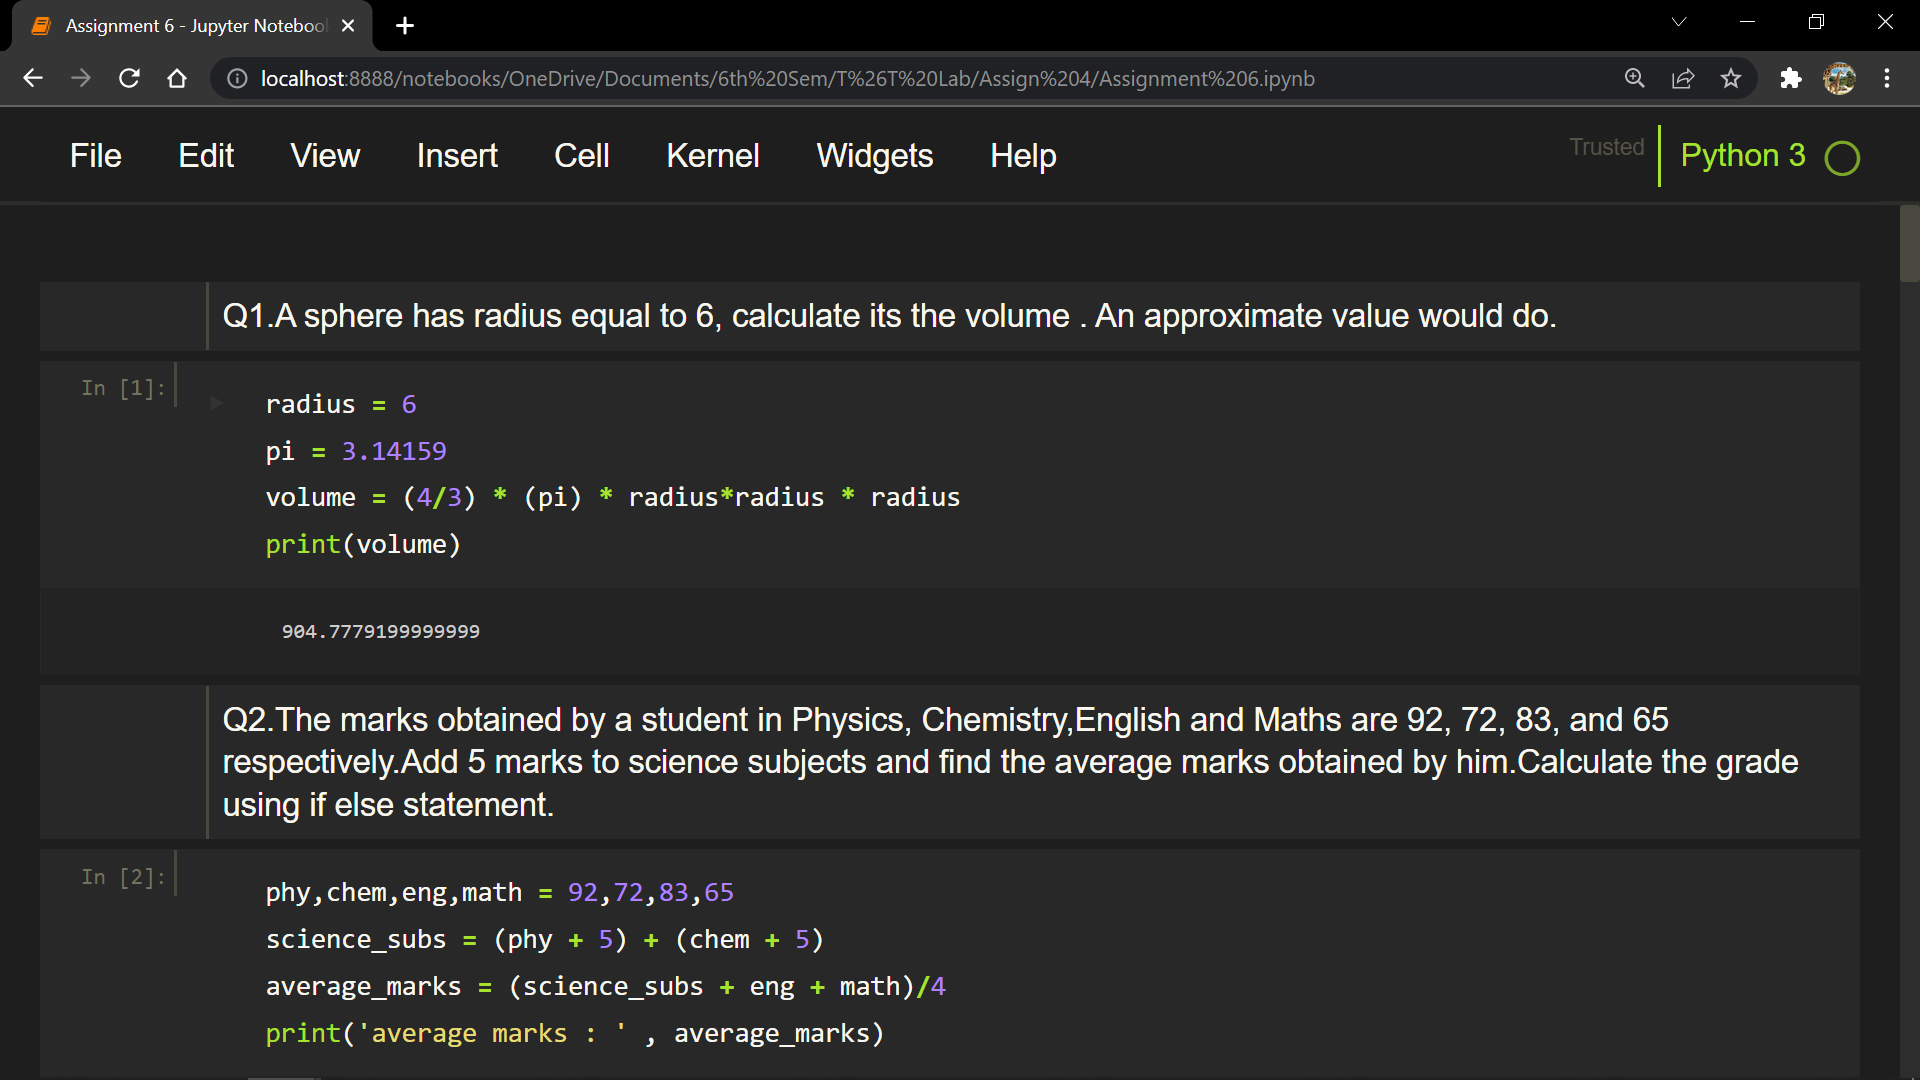 Assignment 6 - Jupyter Noteboo
localhost:8888/notebooks/OneDrive/Documents/6th%20Sem/T%26T%20Lab/Assign%204/Assignment%206.ipynb
File Edit View Insert Cell Kernel Widgets Help Trusted Python 3
Q1.A sphere has radius equal to 6, calculate its the volume . An approximate value would do.
In [1]:
radius = 6
pi = 3.14159
volume = (4/3) * (pi) * radius*radius * radius
print(volume)
904.7779199999999
Q2.The marks obtained by a student in Physics, Chemistry,English and Maths are 92, 72, 83, and 65
respectively.Add 5 marks to science subjects and find the average marks obtained by him.Calculate the grade
using if else statement.
In [2]:
phy,chem,eng,math = 92,72,83,65
science_subs = (phy + 5) + (chem + 5)
average_marks = (science_subs + eng + math)/4
print('average marks : ' , average_marks)